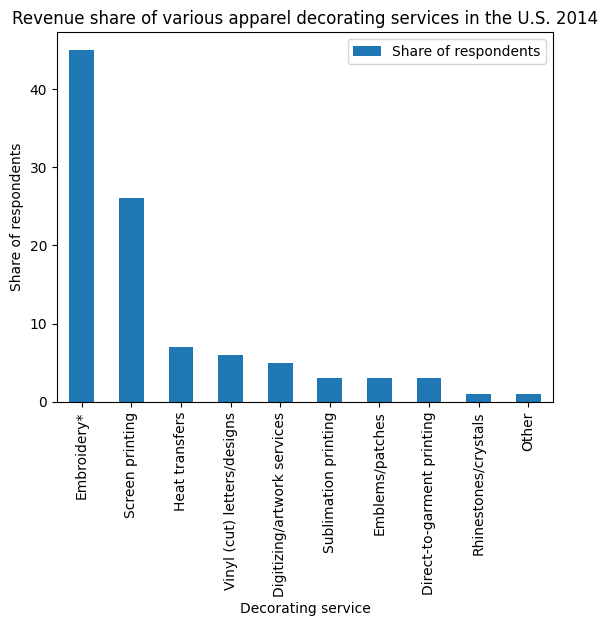 Revenue share of various apparel decorating services in the U.S. 2014
Share of respondents
Share of respondents
40
30
20
10
0
Embroidery*
Screen printing
Heat transfers
Vinyl (cut) letters/designs
Digitizing/artwork services
Sublimation printing
Emblems/patches
Direct-to-garment printing
Rhinestones/crystals
Other
Decorating service